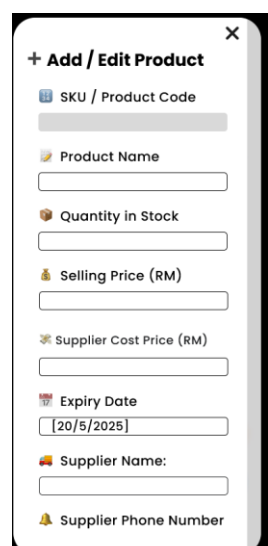 Add / Edit Product
SKU / Product Code
Product Name
Quantity in Stock
Selling Price (RM)
Supplier Cost Price (RM)
Expiry Date
[20/5/2025]
Supplier Name:
Supplier Phone Number